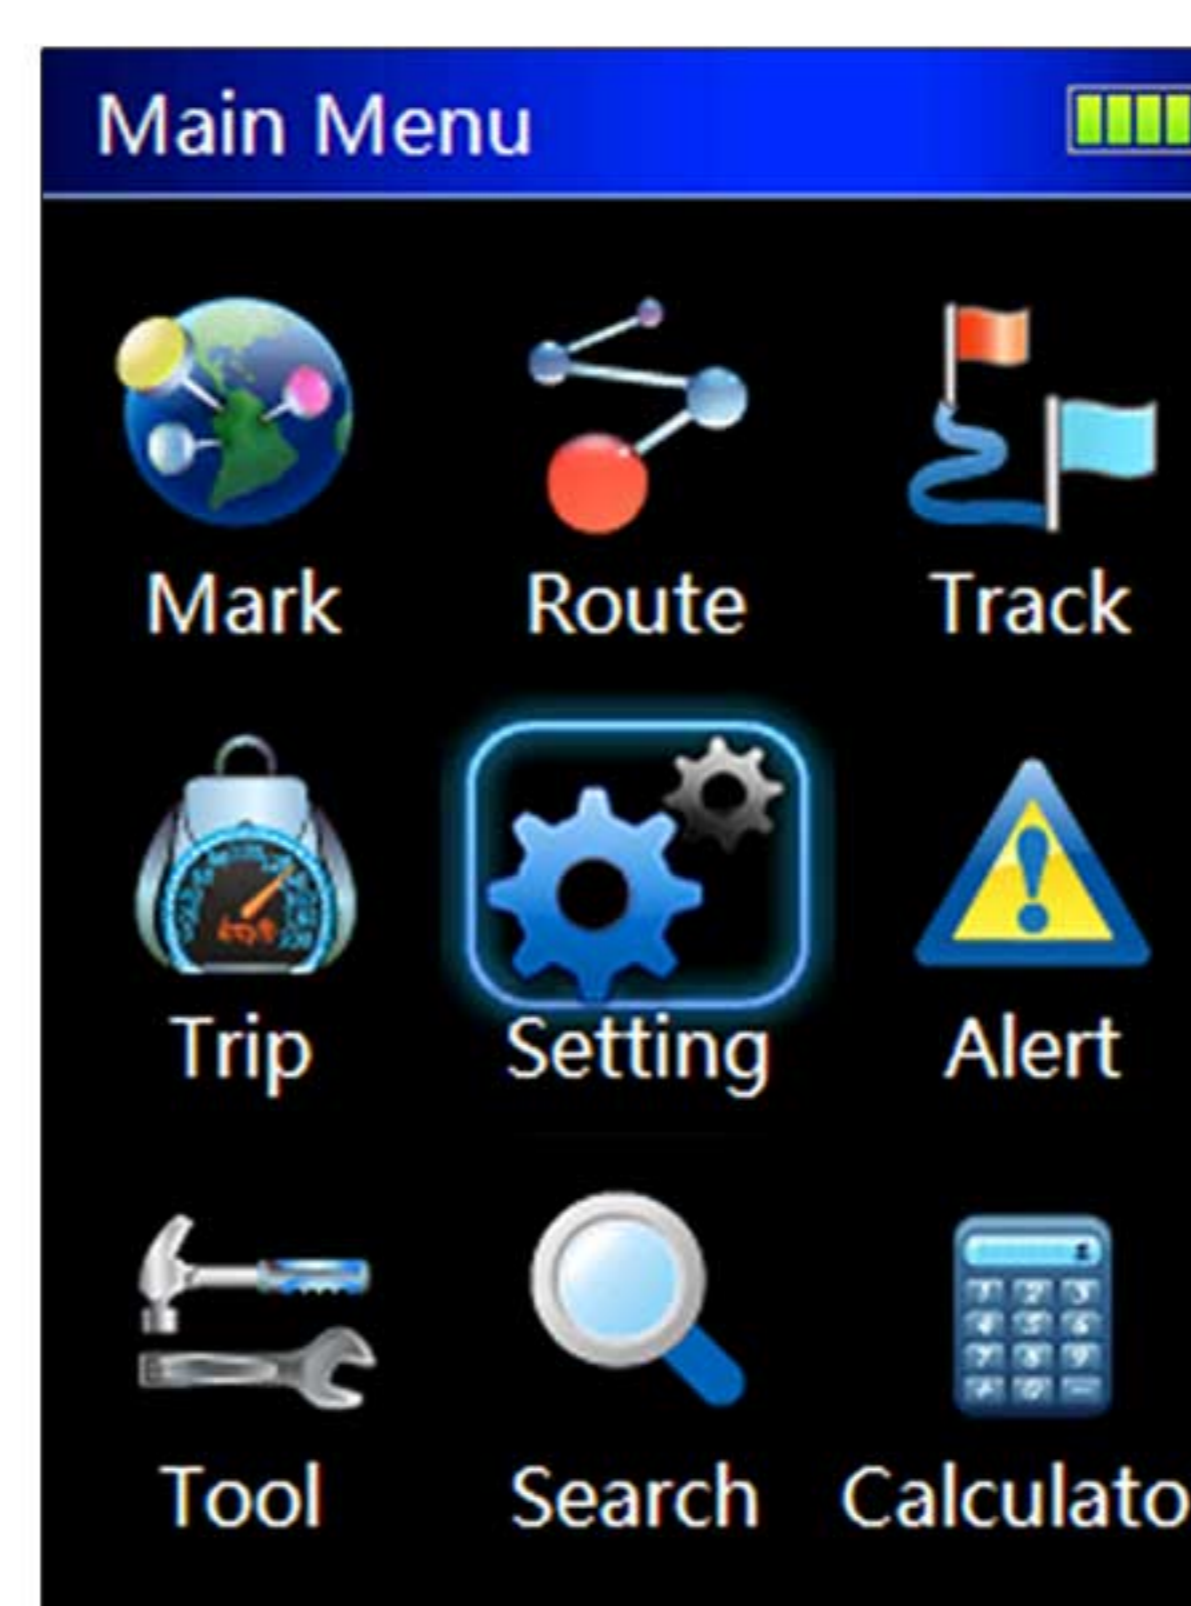 Main Menu
Mark Route Track
Trip Setting Alert
Tool Search Calculato